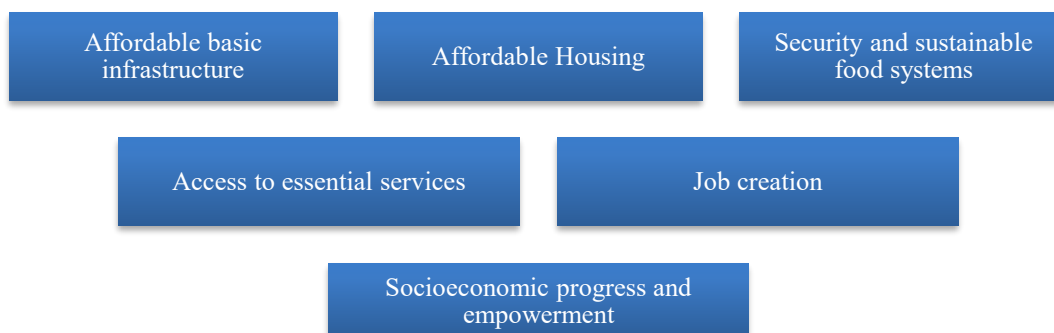 Affordable basic
infrastructure
Affordable Housing
Security and sustainable
food systems
Access to essential services
Job creation
Socioeconomic progress and
empowerment